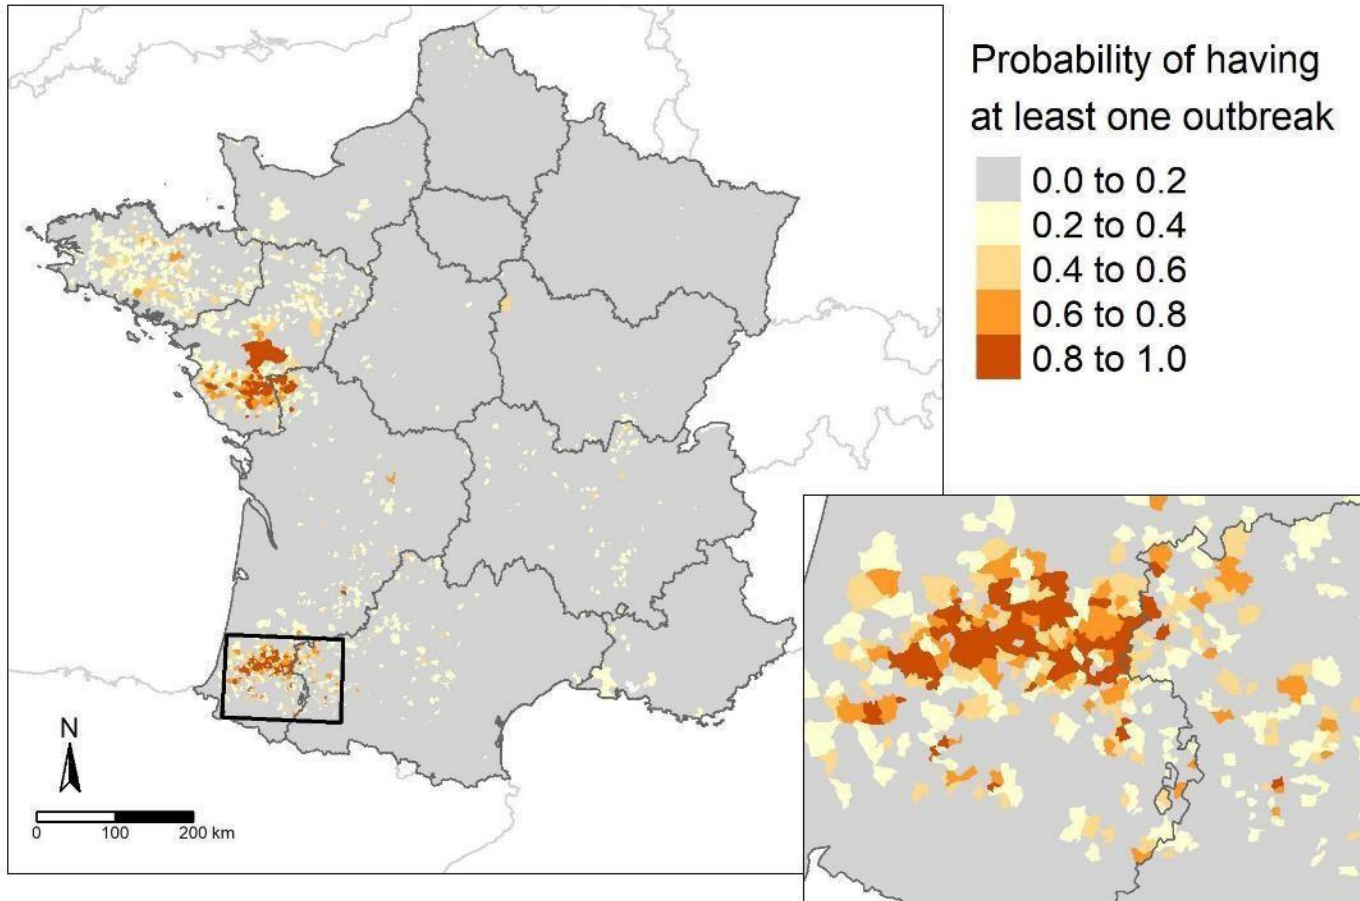 Probability of having
at least one outbreak
0.0 to 0.2
0.2 to 0.4
0.4 to 0.6
0.6 to 0.8
0.8 to 1.0
N
0 100 200 km